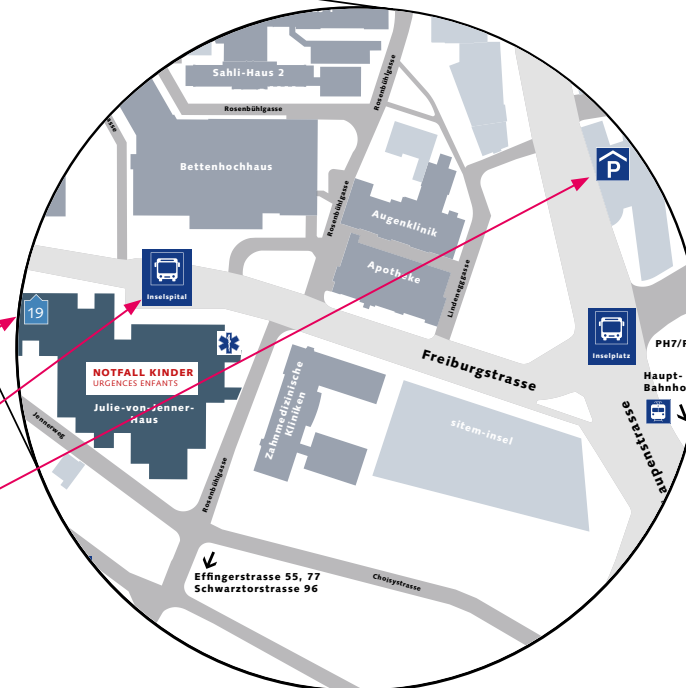 Sahli-Haus 2
Rosenbühlgasse
Rosenbühlgasse
Bettenhochhaus
P
Rosenbühlgasse
Augenklinik
Apotheke
Lindenegggasse
Inselspital
19
Inselplatz
PH7/
Freiburgstrasse
Haupt-
Bahnho
NOTFALL KINDER
URGENCES ENFANTS
Julie-von-Jenner-
Haus
Zahnmedizinische
Kliniken
sitem-insel
aupenstrasse
Jennerweg
Rosenbühlgasse
Effingerstrasse 55, 77
Schwarztorstrasse 96
Choisystrasse